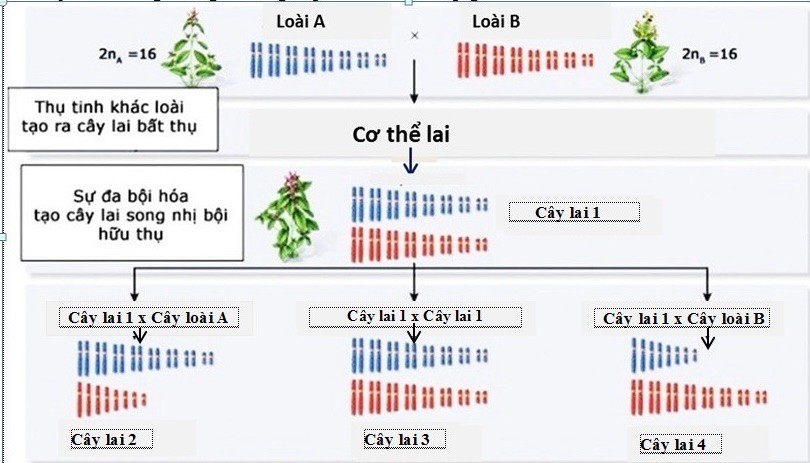 Loài A
Loài B
2nA =16
×
2nB =16
Thụ tinh khác loài
tạo ra cây lai bất thụ
Cơ thể lai
Sự đa bội hóa
tạo cây lai song nhị bội
hữu thụ
Cây lai 1
Cây lai 1 x Cây loài A
Cây lai 1 x Cây lai 1
Cây lai 1 x Cây loài B
Cây lai 2
Cây lai 3
Cây lai 4